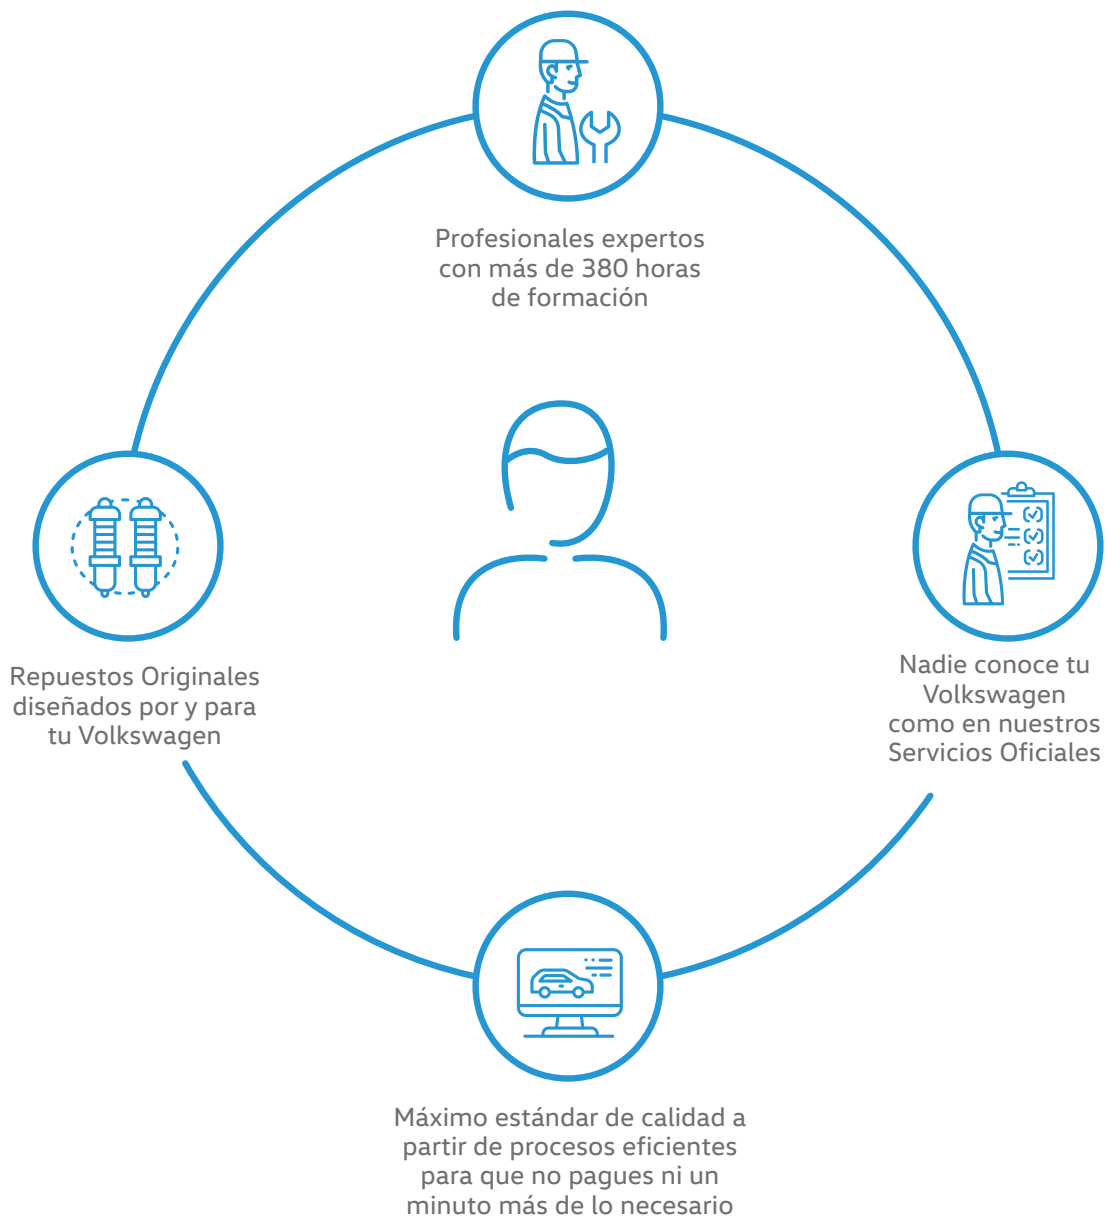 Profesionales expertos
con más de 380 horas
de formación
Repuestos Originales
diseñados por y para
tu Volkswagen
Nadie conoce tu
Volkswagen
como en nuestros
Servicios Oficiales
Máximo estándar de calidad a
partir de procesos eficientes
para que no pagues ni un
minuto más de lo necesario